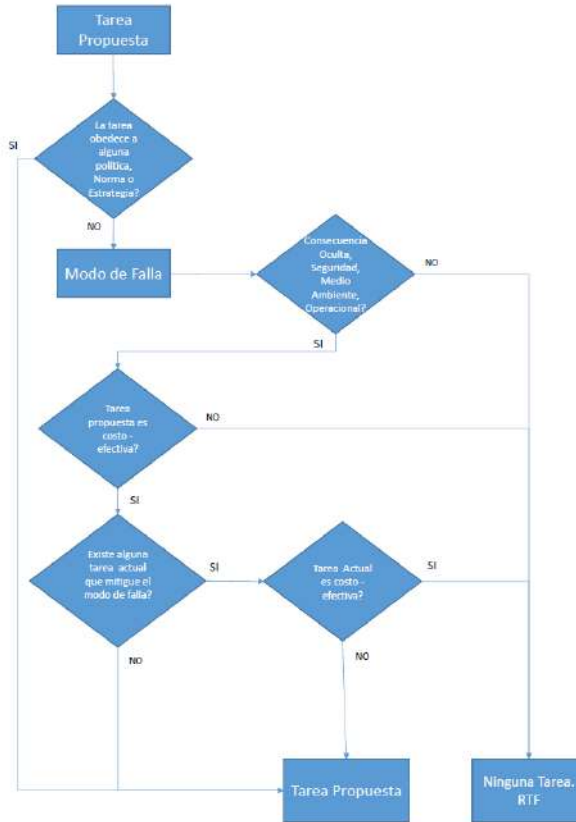 Tarea
Propuesta
La tarea
obedece a
alguna
política,
Norma o
Estrategia?
SI
NO
Modo de Falla
Consecuencia
Oculta,
Seguridad,
Medio
Ambiente,
Operacional?
NO
SI
Tarea
propuesta es
costo -
efectiva?
NO
SI
Existe alguna
tarea actual
que mitigue el
modo de falla?
SI
Tarea Actual
es costo -
efectiva?
SI
NO
NO
Tarea Propuesta
Ninguna Tarea.
RTF